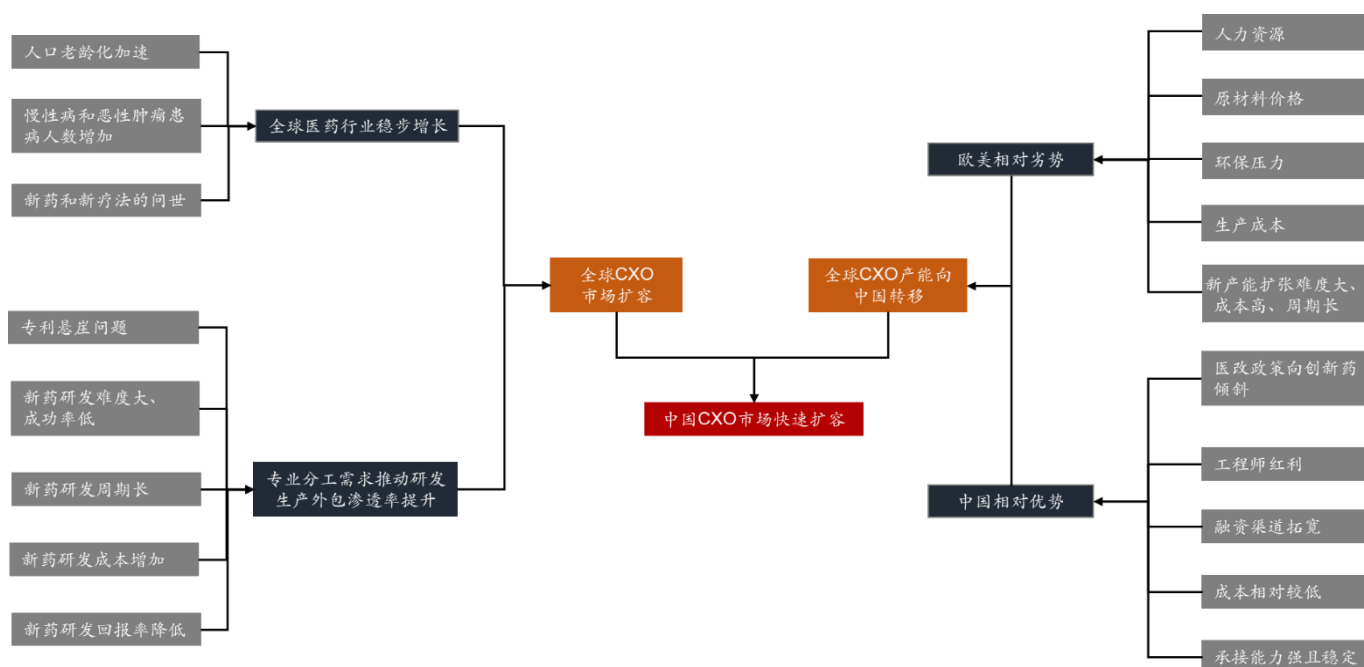 人口老龄化加速
慢性病和恶性肿瘤患
病人数增加
新药和新疗法的问世
全球医药行业稳步增长
专利悬崖问题
新药研发难度大、
成功率低
新药研发周期长
新药研发成本增加
新药研发回报率降低
专业分工需求推动研发
生产外包渗透率提升
全球CXO
市场扩容
全球CXO产能向
中国转移
中国CXO市场快速扩容
欧美相对劣势
人力资源
原材料价格
环保压力
生产成本
新产能扩张难度大、
成本高、周期长
中国相对优势
医改政策向创新药
倾斜
工程师红利
融资渠道拓宽
成本相对较低
承接能力强且稳定